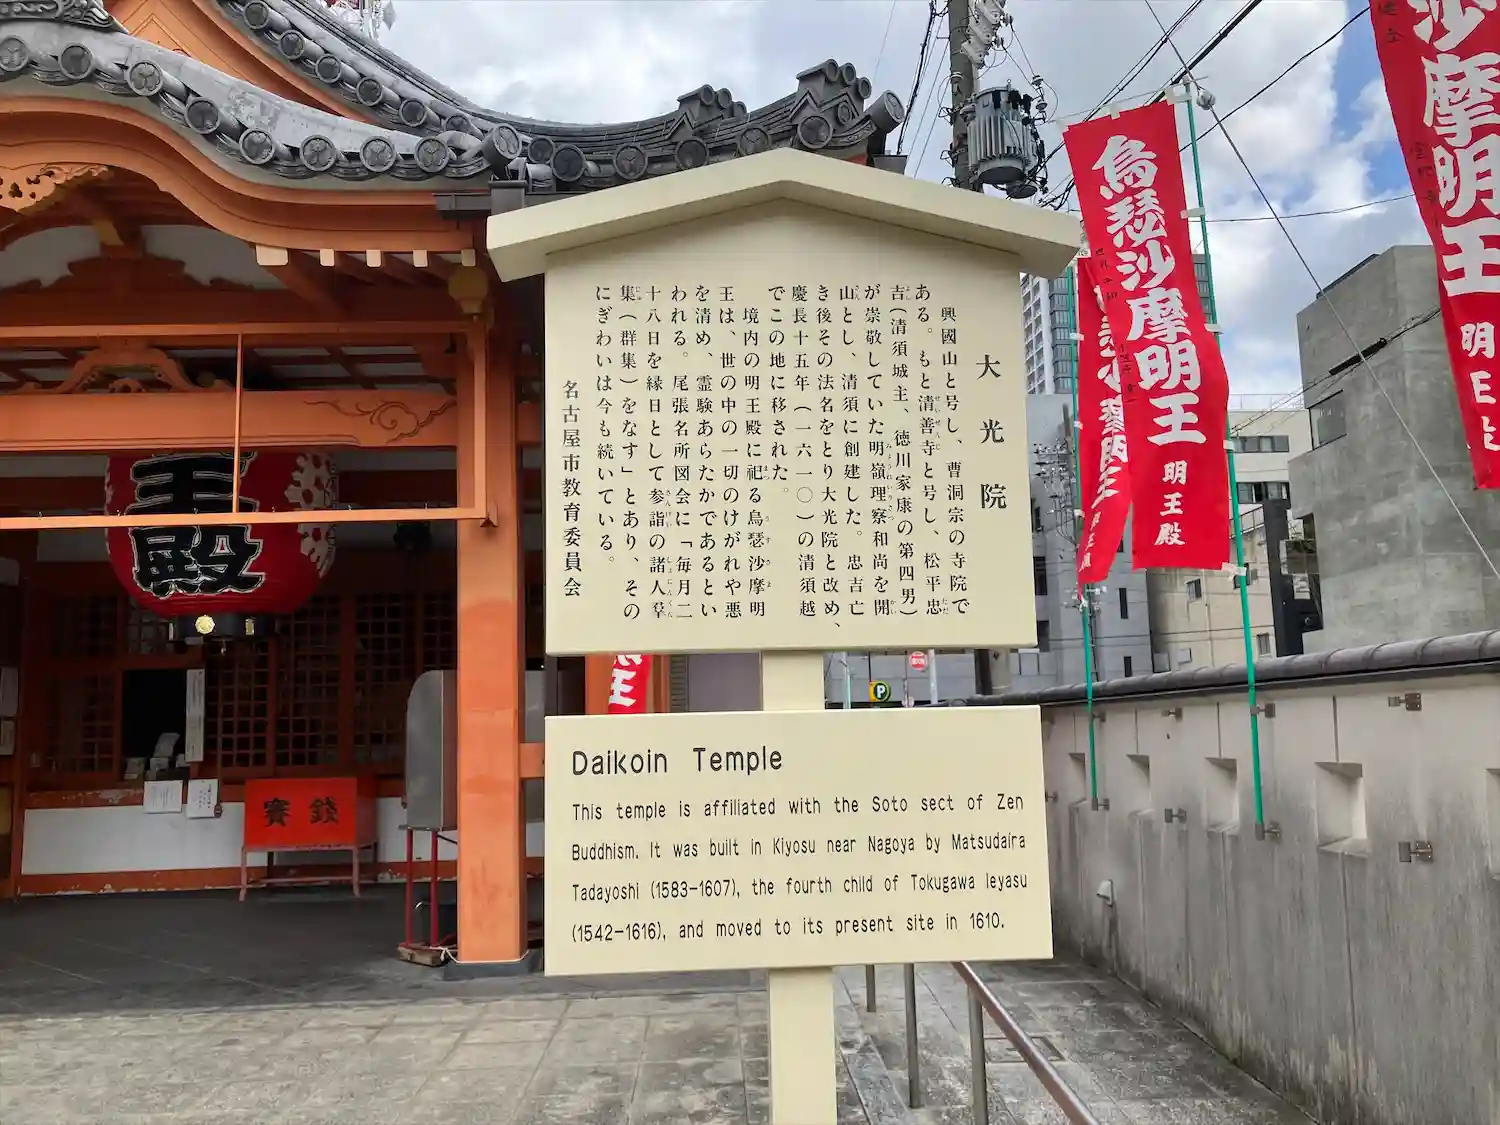 大光院
興國山と号し、曹洞宗の寺院で
ある。もと清善寺と号し、松平忠
吉(清須城主、徳川家康の第四男)
が崇敬していた明嶺理察和尚を開
山とし、清須に創建した。忠吉亡
き後その法名をとり大光院と改め、
慶長十五年(一六一〇)の清須越
でこの地に移された。
境内の明王殿に祀る烏瑟沙摩明
王は、世の中の一切のけがれや悪
を清め、霊験あらたかであるとい
われる。尾張名所図会に「毎月二
十八日を縁日として参詣の諸人羣
集(群集)をなす」とあり、その
にぎわいは今も続いている。
名古屋市教育委員会
Daikoin Temple
This temple is affiliated with the Soto sect of Zen
Buddhism. It was built in Kiyosu near Nagoya by Matsudaira
Tadayoshi (1583-1607), the fourth child of Tokugawa Ieyasu
(1542-1616), and moved to its present site in 1610.
烏瑟沙摩明王
明王殿
沙摩明王
明王殿
王殿
賽錢
P